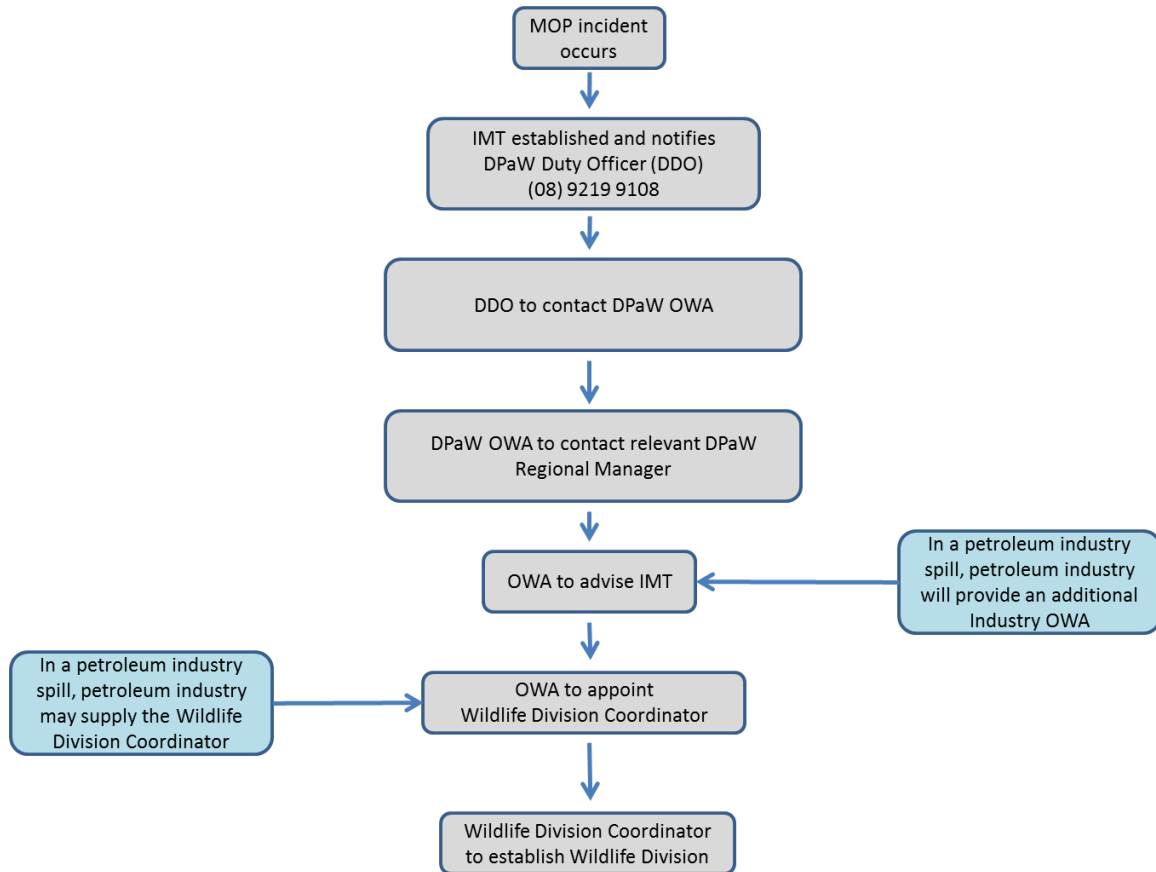 MOP incident
occurs
IMT established and notifies
DPaW Duty Officer (DDO)
(08) 9219 9108
DDO to contact DPaW OWA
DPaW OWA to contact relevant DPaW
Regional Manager
OWA to advise IMT
In a petroleum industry
spill, petroleum industry
will provide an additional
Industry OWA
In a petroleum industry
spill, petroleum industry
may supply the Wildlife
Division Coordinator
OWA to appoint
Wildlife Division Coordinator
Wildlife Division Coordinator
to establish Wildlife Division